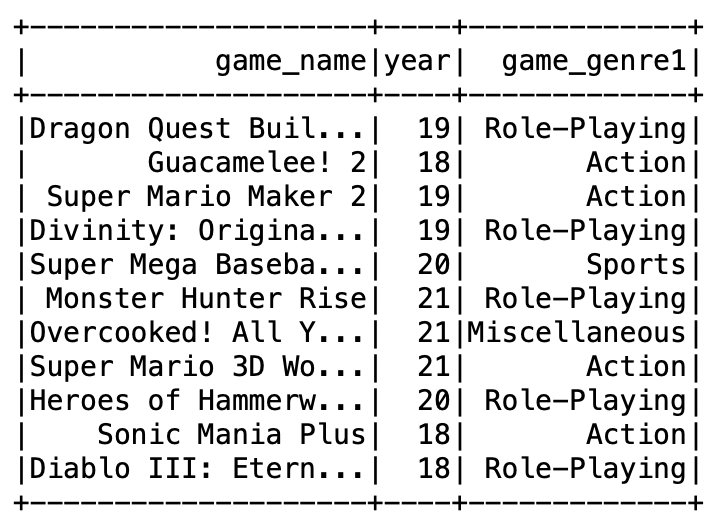 +--------------------+----+-------------+
|           game_name|year|  game_genre1|
+--------------------+----+-------------+
|Dragon Quest Buil...|  19| Role-Playing|
|       Guacamelee! 2|  18|       Action|
| Super Mario Maker 2|  19|       Action|
|Divinity: Origina...|  19| Role-Playing|
|Super Mega Baseba...|  20|       Sports|
| Monster Hunter Rise|  21| Role-Playing|
|Overcooked! All Y...|  21|Miscellaneous|
|Super Mario 3D Wo...|  21|       Action|
|Heroes of Hammerw...|  20| Role-Playing|
|    Sonic Mania Plus|  18|       Action|
|Diablo III: Etern...|  18| Role-Playing|
+--------------------+----+-------------+